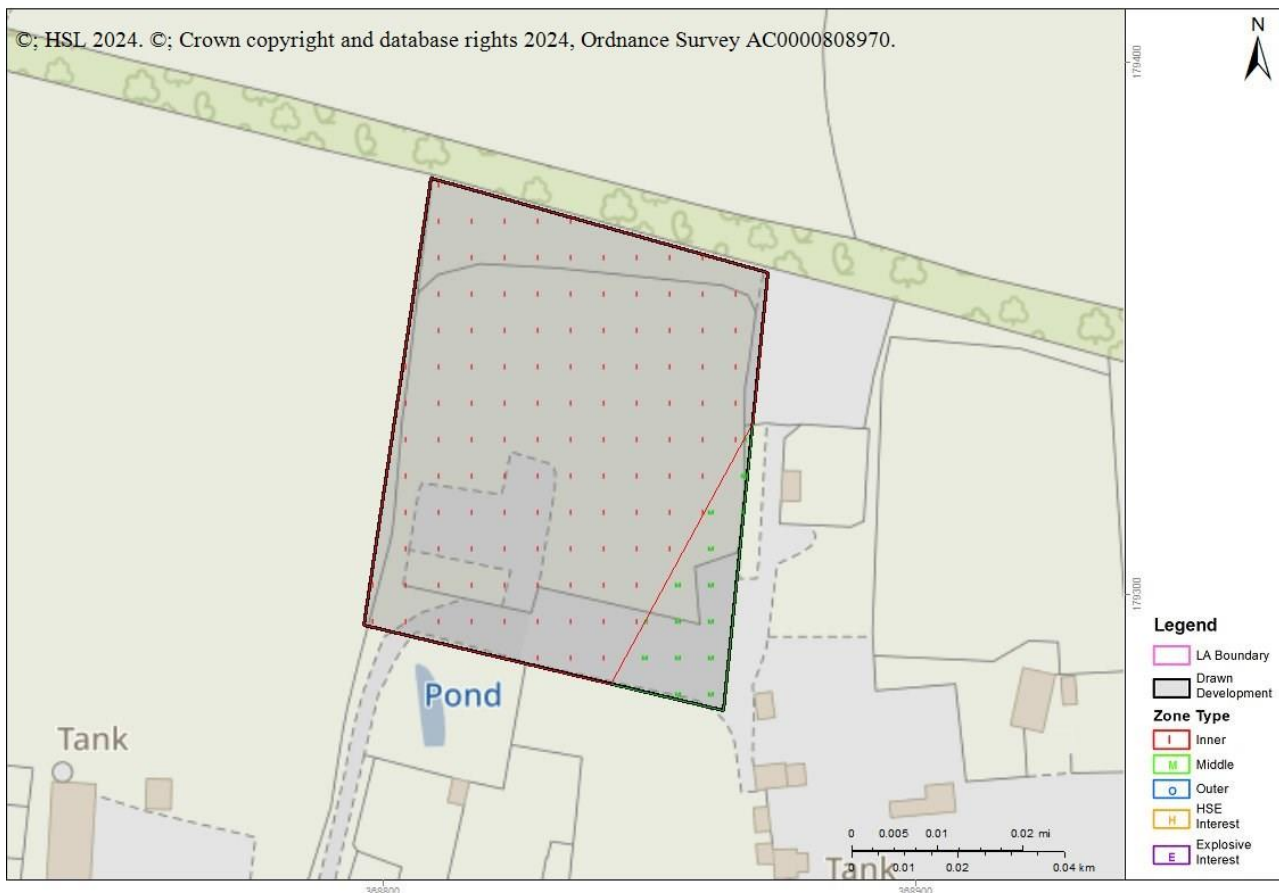 ©; HSL 2024. ©; Crown copyright and database rights 2024, Ordnance Survey AC0000808970.
N
179400
179300
Pond
Tank
Tank
Legend
LA Boundary
Drawn
Development
Zone Type
I Inner
M Middle
O Outer
H HSE
Interest
E Explosive
Interest
0 0.005 0.01 0.02 mi
0 0.01 0.02 0.04 km
368800
368900